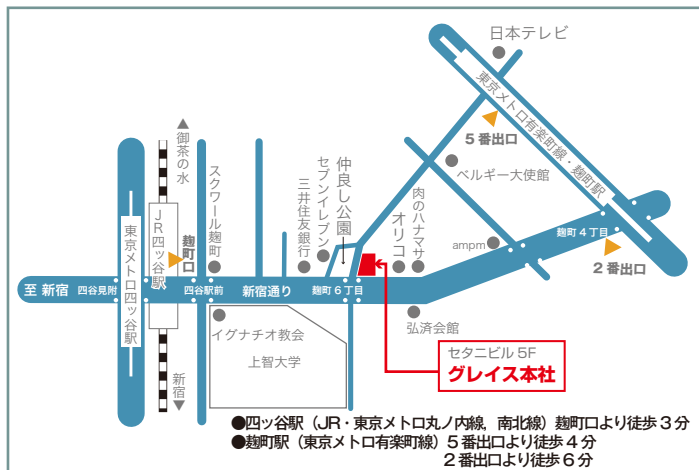 日本テレビ
東京メトロ有楽町線・麹町駅
5番出口
ベルギー大使館
▲御茶の水
スクワール麹町
三井住友銀行
セブンイレブン
仲良し公園
オリコ
肉のハナマサ
ampm
麹町4丁目
2番出口
東京メトロ四ッ谷駅
JR四ッ谷駅
麹町口
至 新宿
四谷見附
四谷駅前
新宿通り
麹町6丁目
弘済会館
イグナチオ教会
上智大学
新宿▼
セタニビル5F
グレイス本社
●四ッ谷駅（JR・東京メトロ丸ノ内線, 南北線）麹町口より徒歩3分
●麹町駅（東京メトロ有楽町線）5番出口より徒歩4分
2番出口より徒歩6分